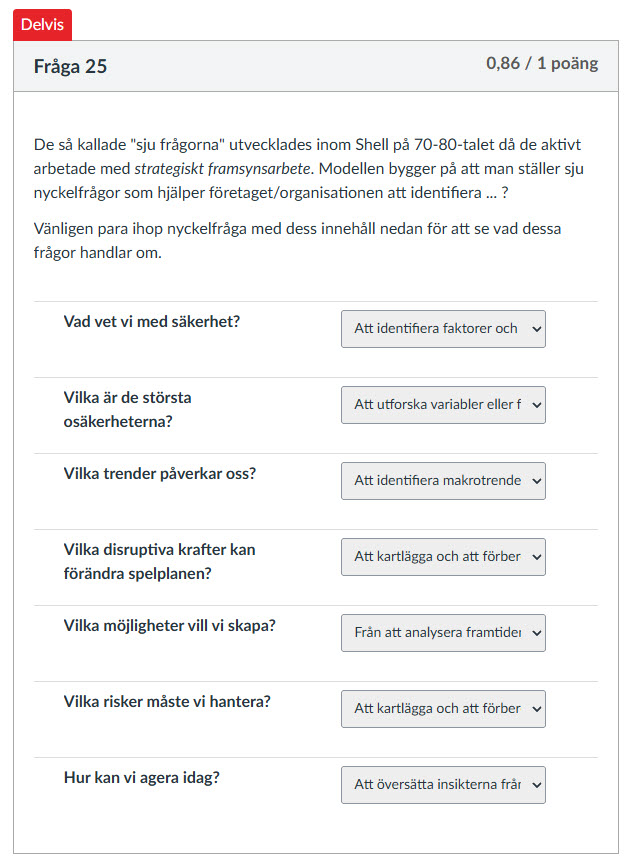 Delvis
Fråga 25
0,86 / 1 poäng
De så kallade "sju frågorna" utvecklades inom Shell på 70-80-talet då de aktivt
arbetade med strategiskt framsynsarbete. Modellen bygger på att man ställer sju
nyckelfrågor som hjälper företaget/organisationen att identifiera ... ?
Vänligen para ihop nyckelfråga med dess innehåll nedan för att se vad dessa
frågor handlar om.
Vad vet vi med säkerhet?
Att identifiera faktorer och
Vilka är de största
osäkerheterna?
Att utforska variabler eller f
Vilka trender påverkar oss?
Att identifiera makrotrende
Vilka disruptiva krafter kan
förändra spelplanen?
Att kartlägga och att förber
Vilka möjligheter vill vi skapa?
Från att analysera framtider
Vilka risker måste vi hantera?
Att kartlägga och att förber
Hur kan vi agera idag?
Att översätta insikterna från